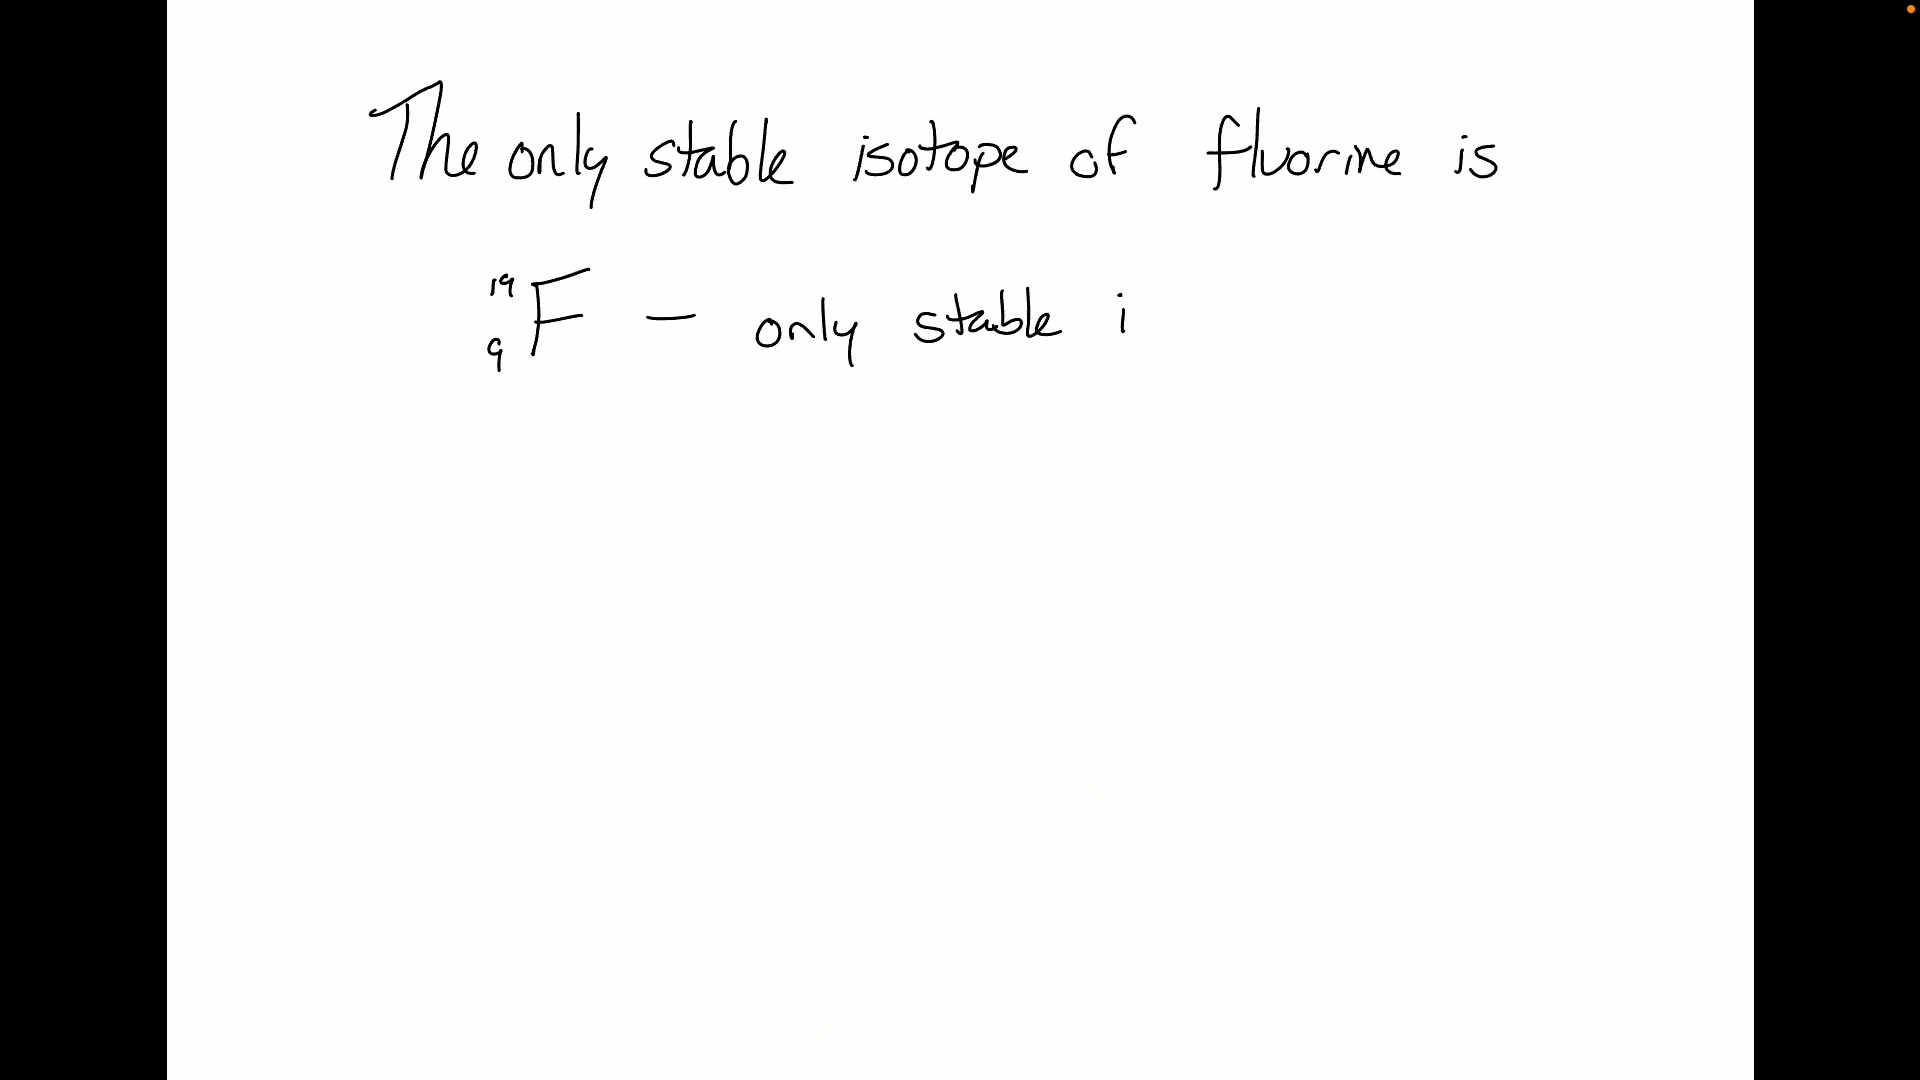 The only stable isotope of fluorine is
¹⁹₉F – only stable i